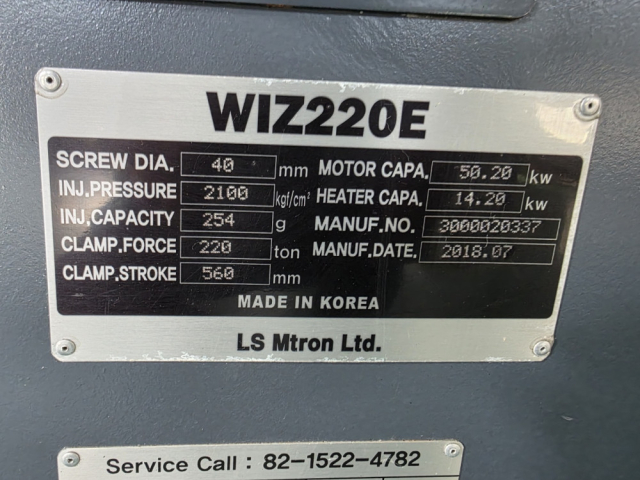 WIZ220E
SCREW DIA. 40 mm MOTOR CAPA. 50.20 kw
INJ.PRESSURE 2100 kgf/cm² HEATER CAPA. 14.20 kw
INJ.CAPACITY 254 g MANUF.NO. 3000020337
CLAMP.FORCE 220 ton MANUF.DATE. 2018.07
CLAMP.STROKE 560 mm
MADE IN KOREA
LS Mtron Ltd.
Service Call : 82-1522-4782